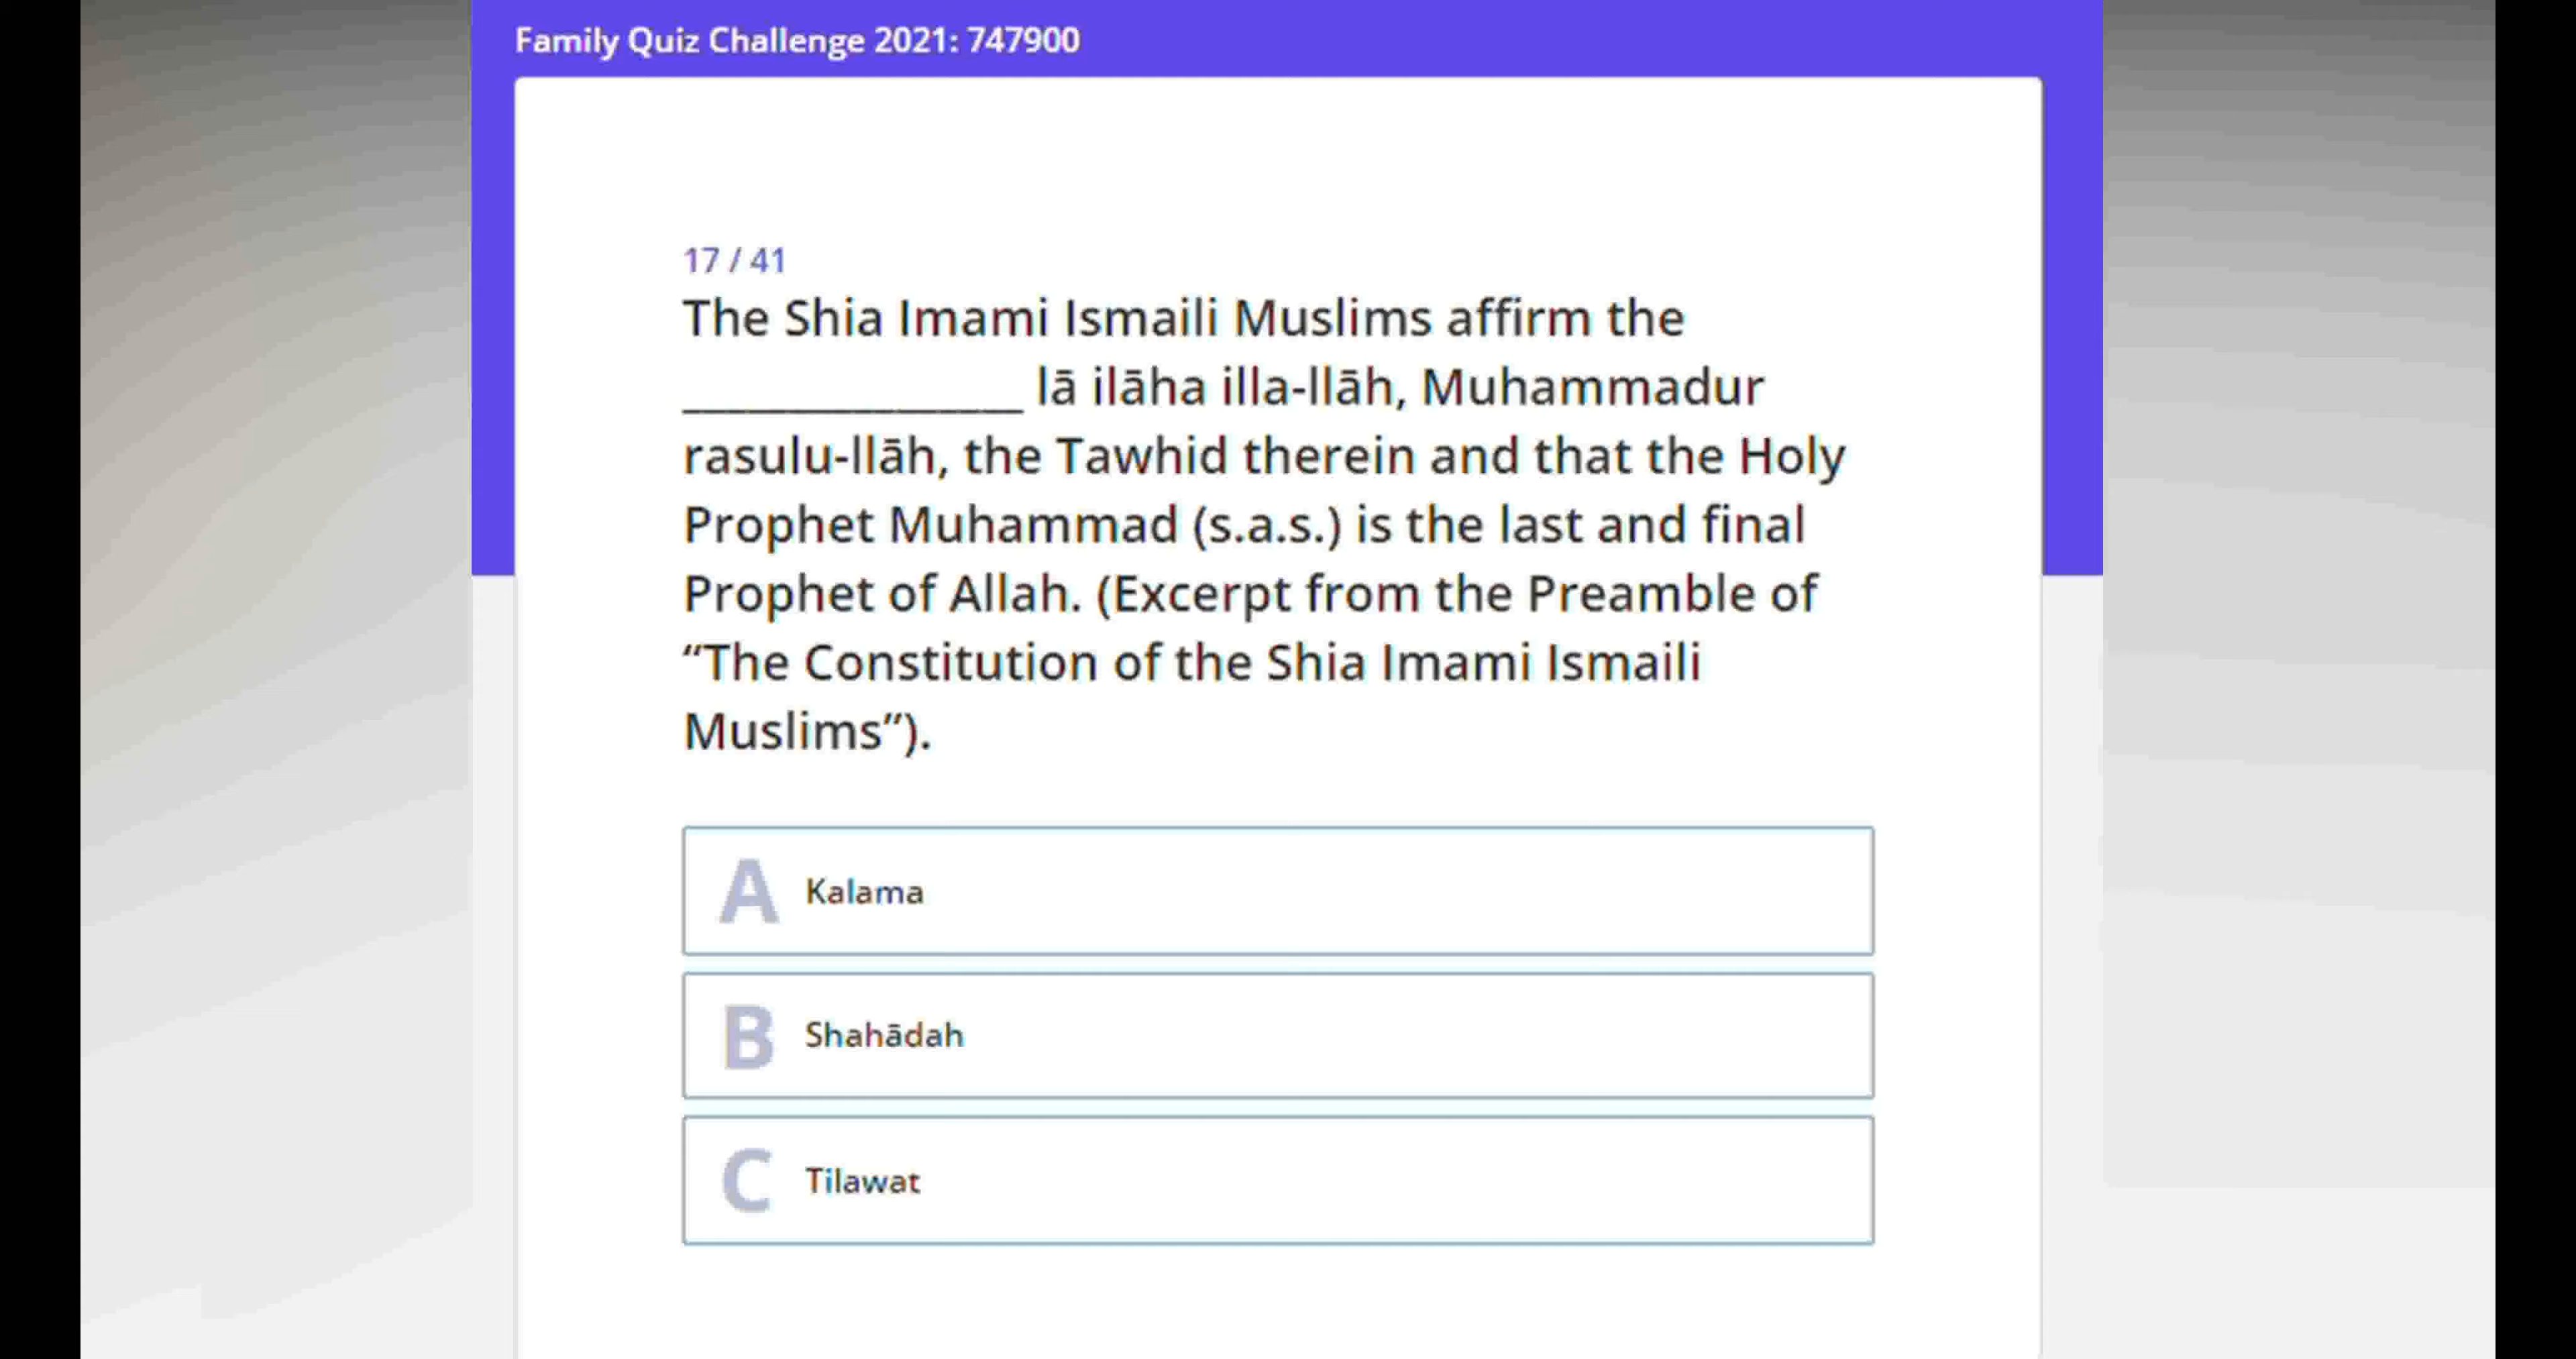 Family Quiz Challenge 2021: 747900
17 / 41
The Shia Imami Ismaili Muslims affirm the
_______________ lā ilāha illa-llāh, Muhammadur
rasulu-llāh, the Tawhid therein and that the Holy
Prophet Muhammad (s.a.s.) is the last and final
Prophet of Allah. (Excerpt from the Preamble of
“The Constitution of the Shia Imami Ismaili
Muslims”).
A Kalama
B Shahādah
C Tilawat